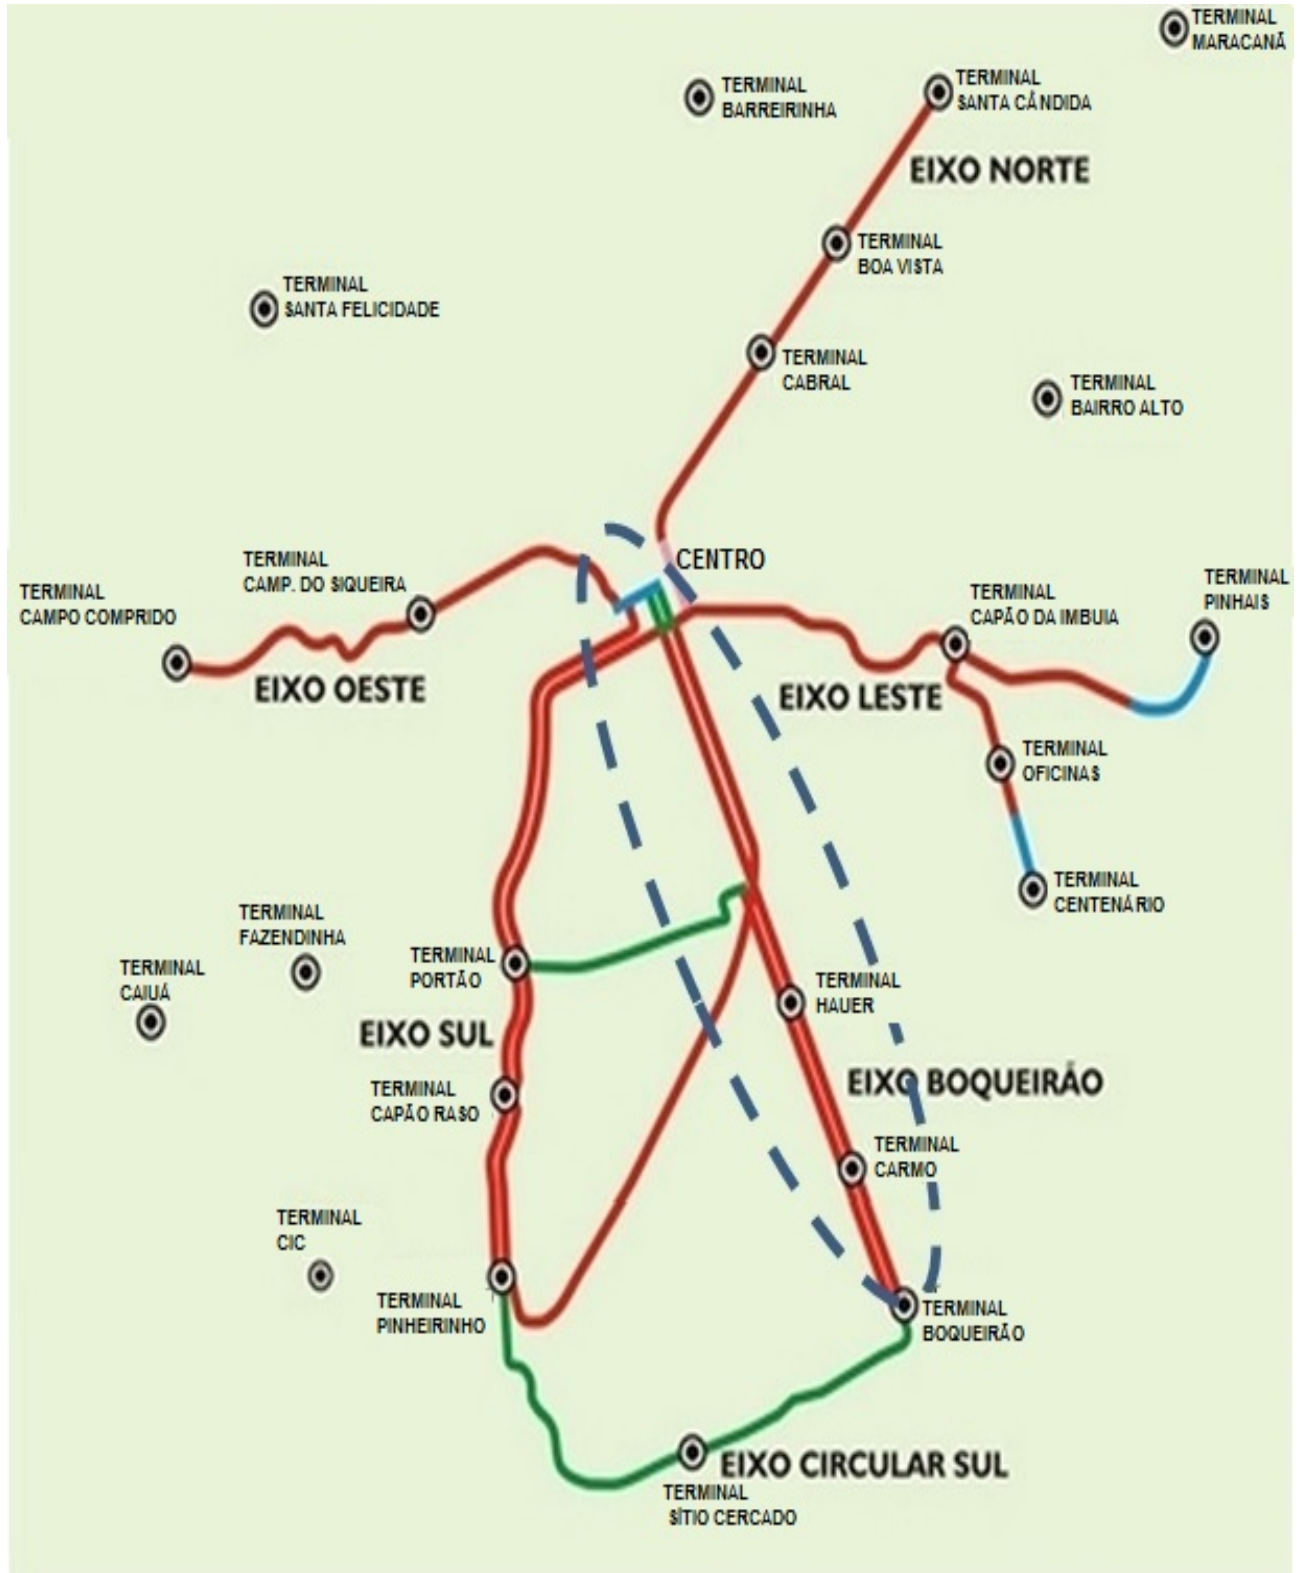 TERMINAL
MARACANÃ
TERMINAL
SANTA CÂNDIDA
TERMINAL
BARREIRINHA
EIXO NORTE
TERMINAL
BOA VISTA
TERMINAL
SANTA FELICIDADE
TERMINAL
CABRAL
TERMINAL
BAIRRO ALTO
CENTRO
TERMINAL
CAMP. DO SIQUEIRA
TERMINAL
CAMPO COMPRIDO
TERMINAL
CAPÃO DA IMBUIA
TERMINAL
PINHAIS
EIXO OESTE
EIXO LESTE
TERMINAL
OFICINAS
TERMINAL
CENTENÁRIO
TERMINAL
FAZENDINHA
TERMINAL
CAIUÁ
TERMINAL
PORTÃO
TERMINAL
HAUER
EIXO SUL
EIXO BOQUEIRÃO
TERMINAL
CAPÃO RASO
TERMINAL
CARMO
TERMINAL
CIC
TERMINAL
PINHEIRINHO
TERMINAL
BOQUEIRÃO
EIXO CIRCULAR SUL
TERMINAL
SÍTIO CERCADO